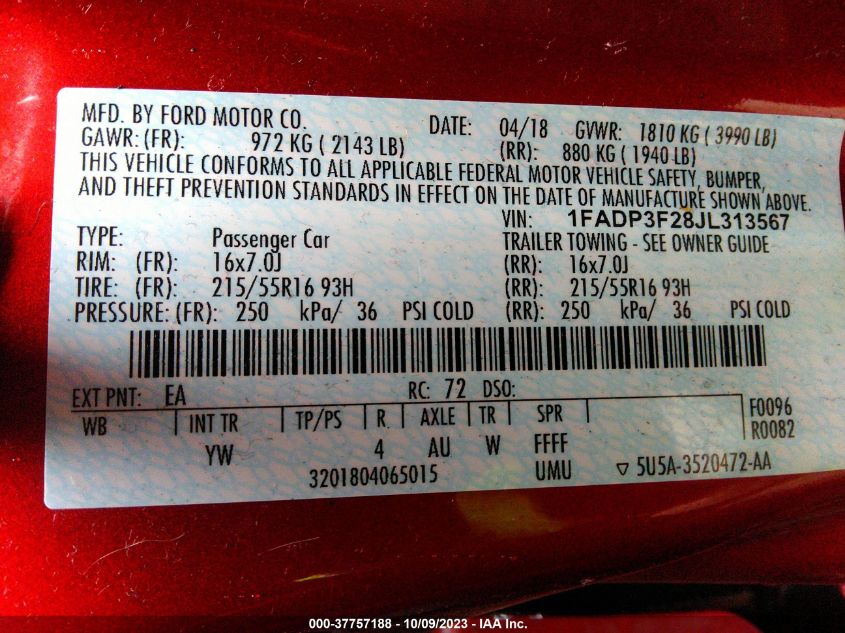 MFD. BY FORD MOTOR CO. DATE: 04/18 GVWR: 1810 KG ( 3990 LB)
GAWR: (FR): 972 KG ( 2143 LB) (RR): 880 KG ( 1940 LB)
THIS VEHICLE CONFORMS TO ALL APPLICABLE FEDERAL MOTOR VEHICLE SAFETY, BUMPER,
AND THEFT PREVENTION STANDARDS IN EFFECT ON THE DATE OF MANUFACTURE SHOWN ABOVE.
VIN: 1FADP3F28JL313567
TYPE: Passenger Car TRAILER TOWING - SEE OWNER GUIDE
RIM: (FR): 16x7.0J (RR): 16x7.0J
TIRE: (FR): 215/55R16 93H (RR): 215/55R16 93H
PRESSURE: (FR): 250 kPa/ 36 PSI COLD (RR): 250 kPa/ 36 PSI COLD
EXT PNT: EA RC: 72 DSO:
WB INT TR TP/PS R AXLE TR SPR F0096
R0082
YW 4 AU W FFFF
3201804065015 UMU ▽ 5U5A-3520472-AA
000-37757188 - 10/09/2023 - IAA Inc.